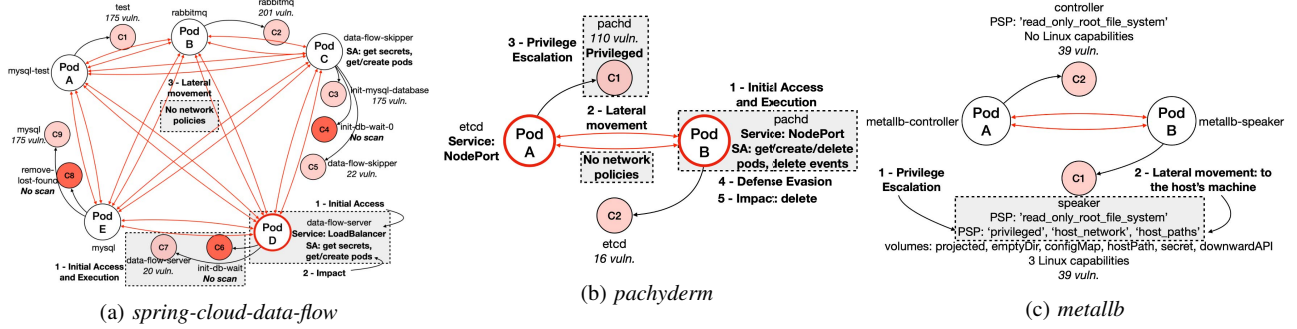 test
175 vuln.
C1
rabbitmq
201 vuln.
Pod
B
C2
data-flow-skipper
SA: get secrets,
get/create pods
Pod
C
mysql-test
Pod
A
3 - Lateral
movement
No network
policies
C3
init-mysql-database
175 vuln.
C4
init-db-wait-0
No scan
C5
data-flow-skipper
22 vuln.
mysql
175 vuln.
C9
remove-
lost-found
No scan
C8
Pod
E
mysql
1 - Initial Access
Pod
D
data-flow-server
Service: LoadBalancer
SA: get secrets,
get/create pods
2 - Impact
1 - Initial Access
and Execution
C7
data-flow-server
20 vuln.
C6
init-db-wait
No scan
(a) spring-cloud-data-flow
pachd
110 vuln.
Privileged
C1
3 - Privilege
Escalation
etcd
Service:
NodePort
Pod
A
2 - Lateral
movement
No network
policies
Pod
B
1 - Initial Access
and Execution
pachd
Service: NodePort
SA: get/create/delete
pods, delete events
4 - Defense Evasion
5 - Impact: delete
C2
etcd
16 vuln.
(b) pachyderm
controller
PSP: 'read_only_root_file_system'
No Linux capabilities
39 vuln.
C2
metallb-controller
Pod
A
Pod
B
metallb-speaker
C1
1 - Privilege
Escalation
2 - Lateral movement: to
the host's machine
speaker
PSP: 'read_only_root_file_system'
PSP: 'privileged', 'host_network', 'host_paths'
volumes: projected, emptyDir, configMap, hostPath, secret, downwardAPI
3 Linux capabilities
39 vuln.
(c) metallb